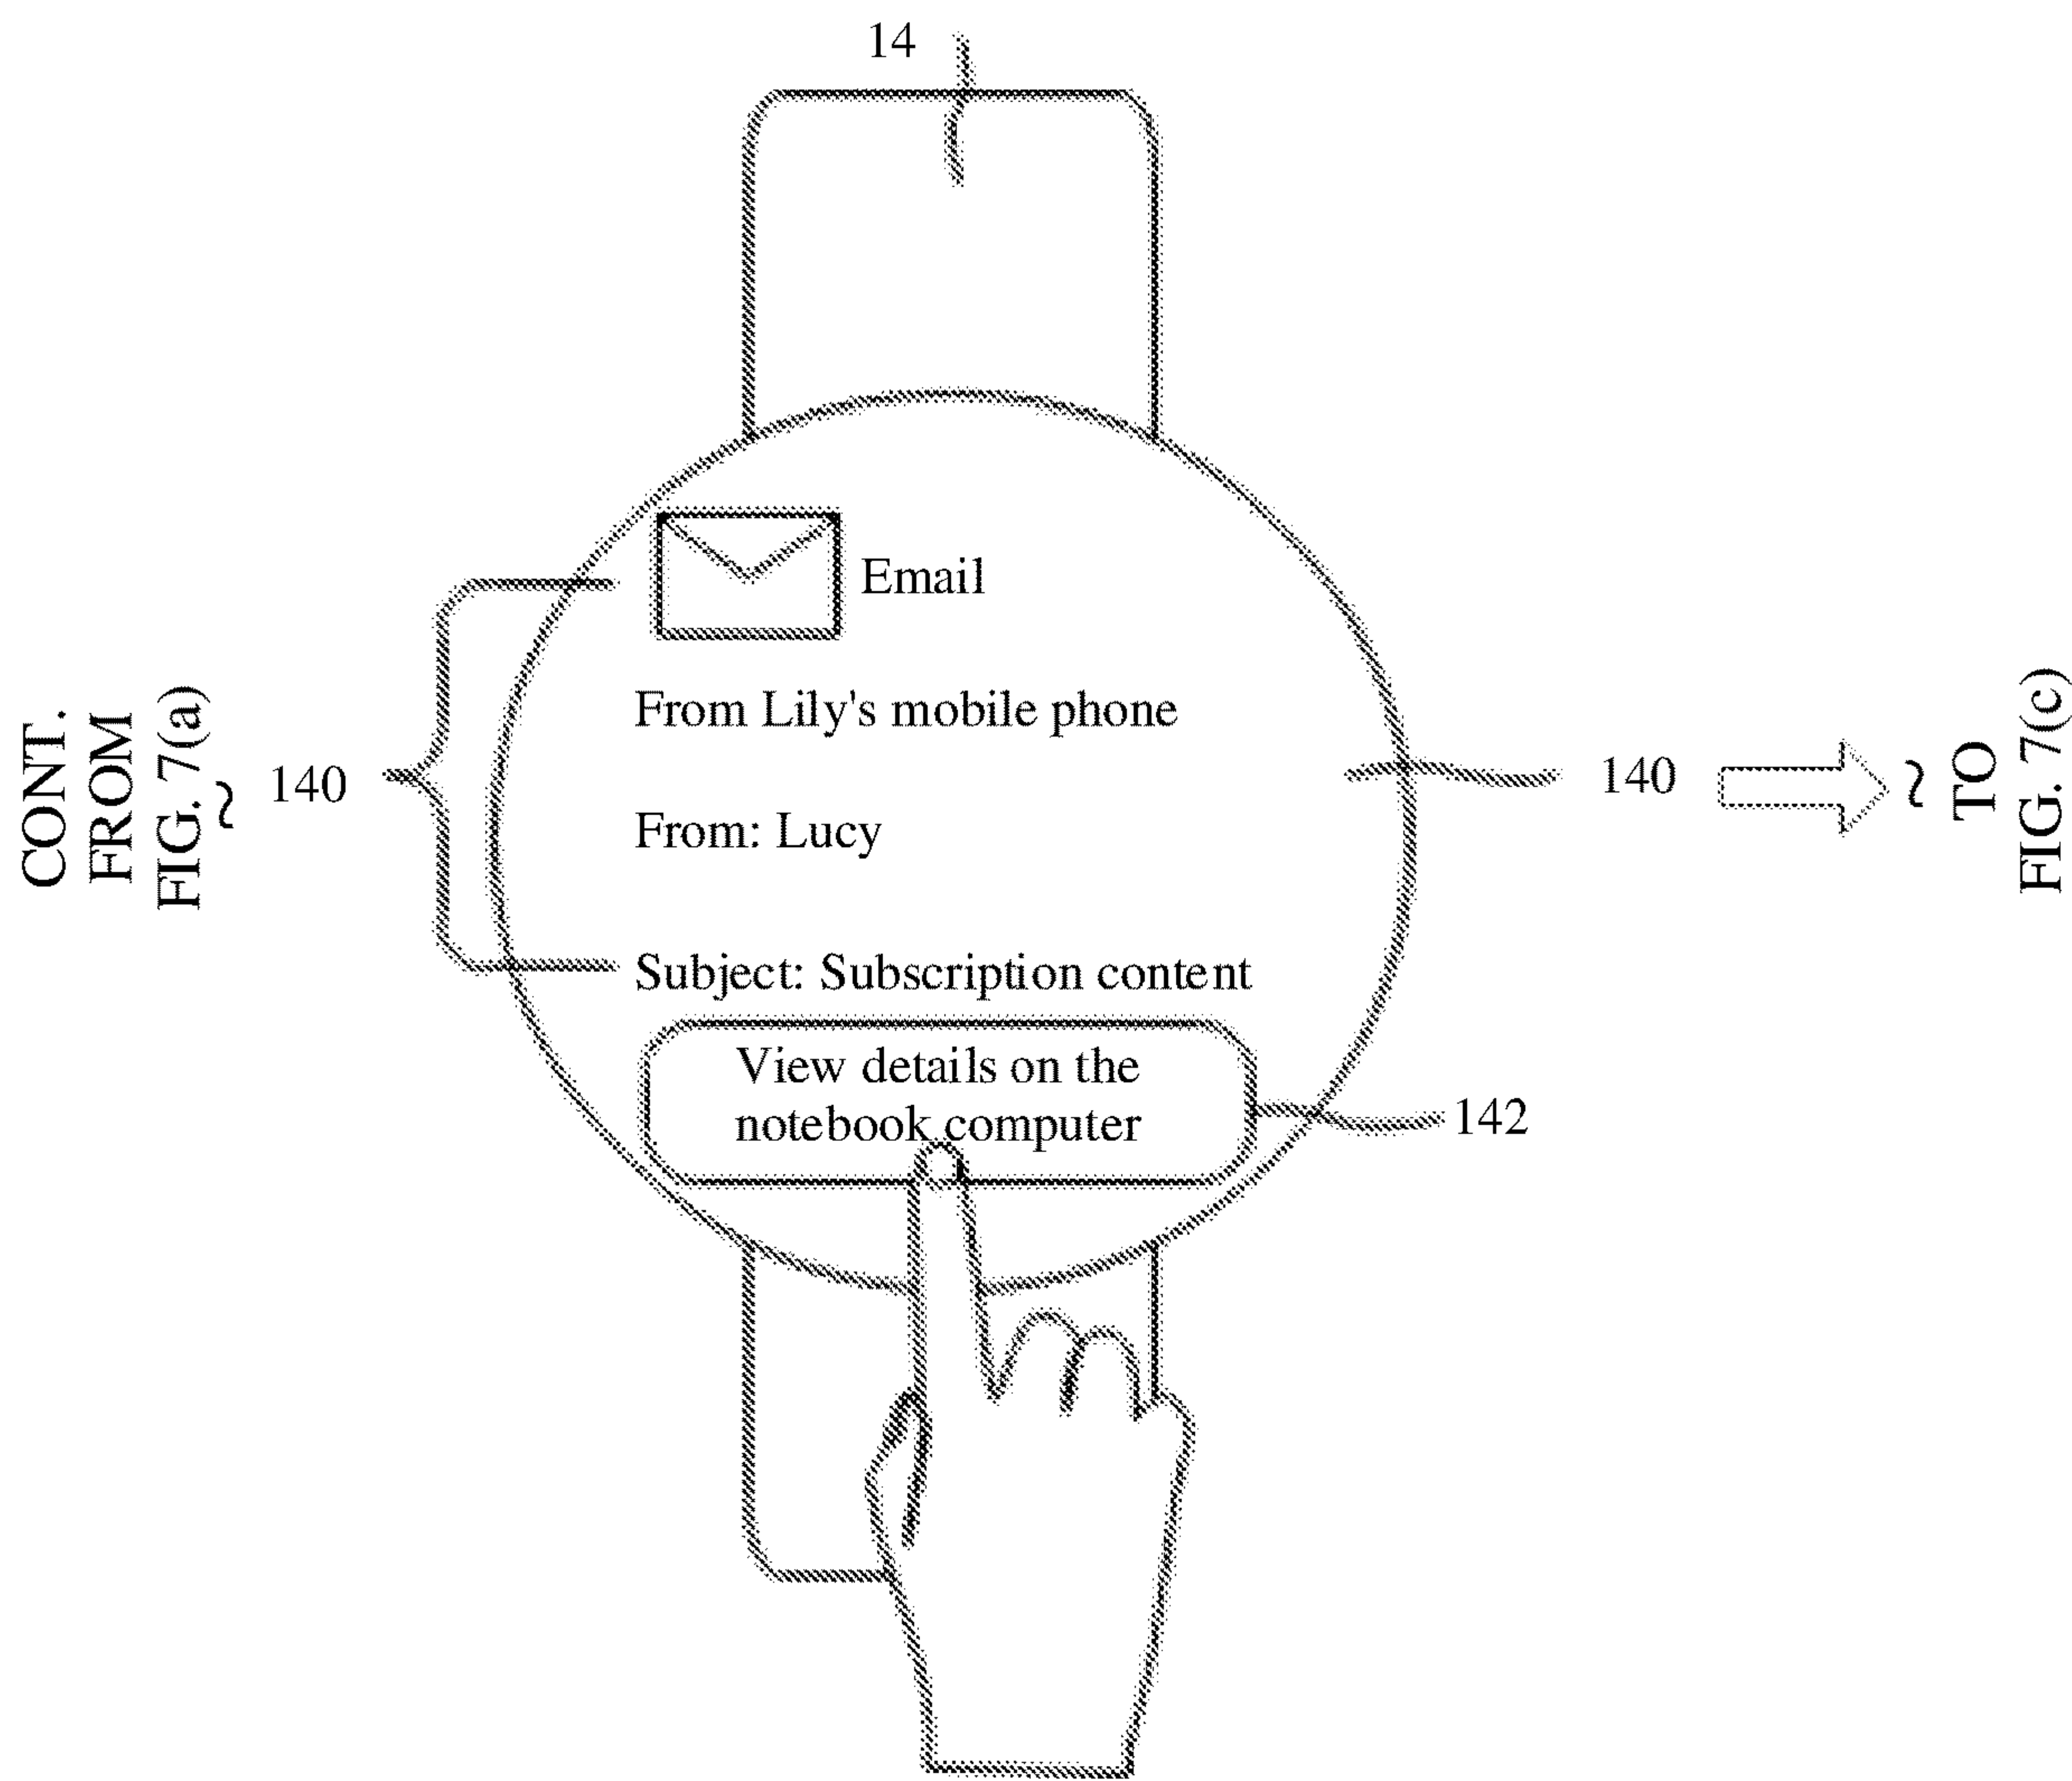 14
Email
From Lily's mobile phone
CONT.
FROM
FIG. 7(a)
~
140
140
~
TO
FIG. 7(c)
From: Lucy
Subject: Subscription content
View details on the
notebook computer
142